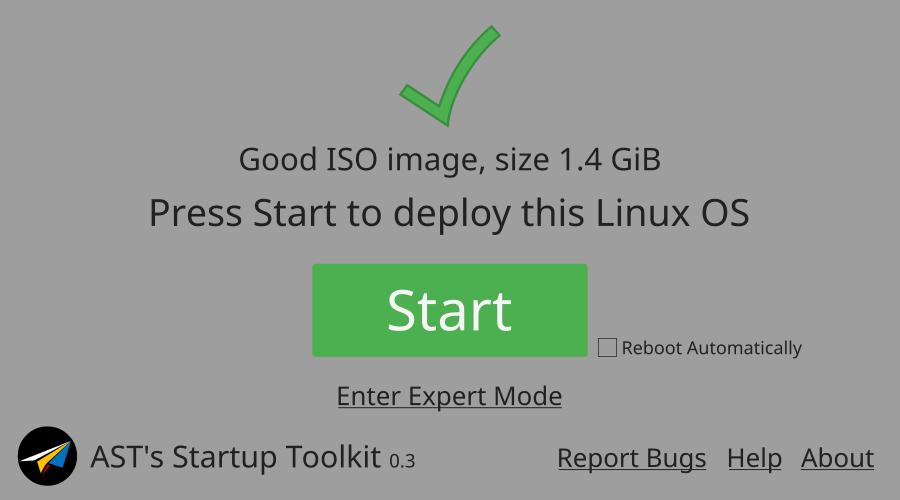 Good ISO image, size 1.4 GiB
Press Start to deploy this Linux OS
Start
Reboot Automatically
Enter Expert Mode
AST's Startup Toolkit 0.3
Report Bugs Help About